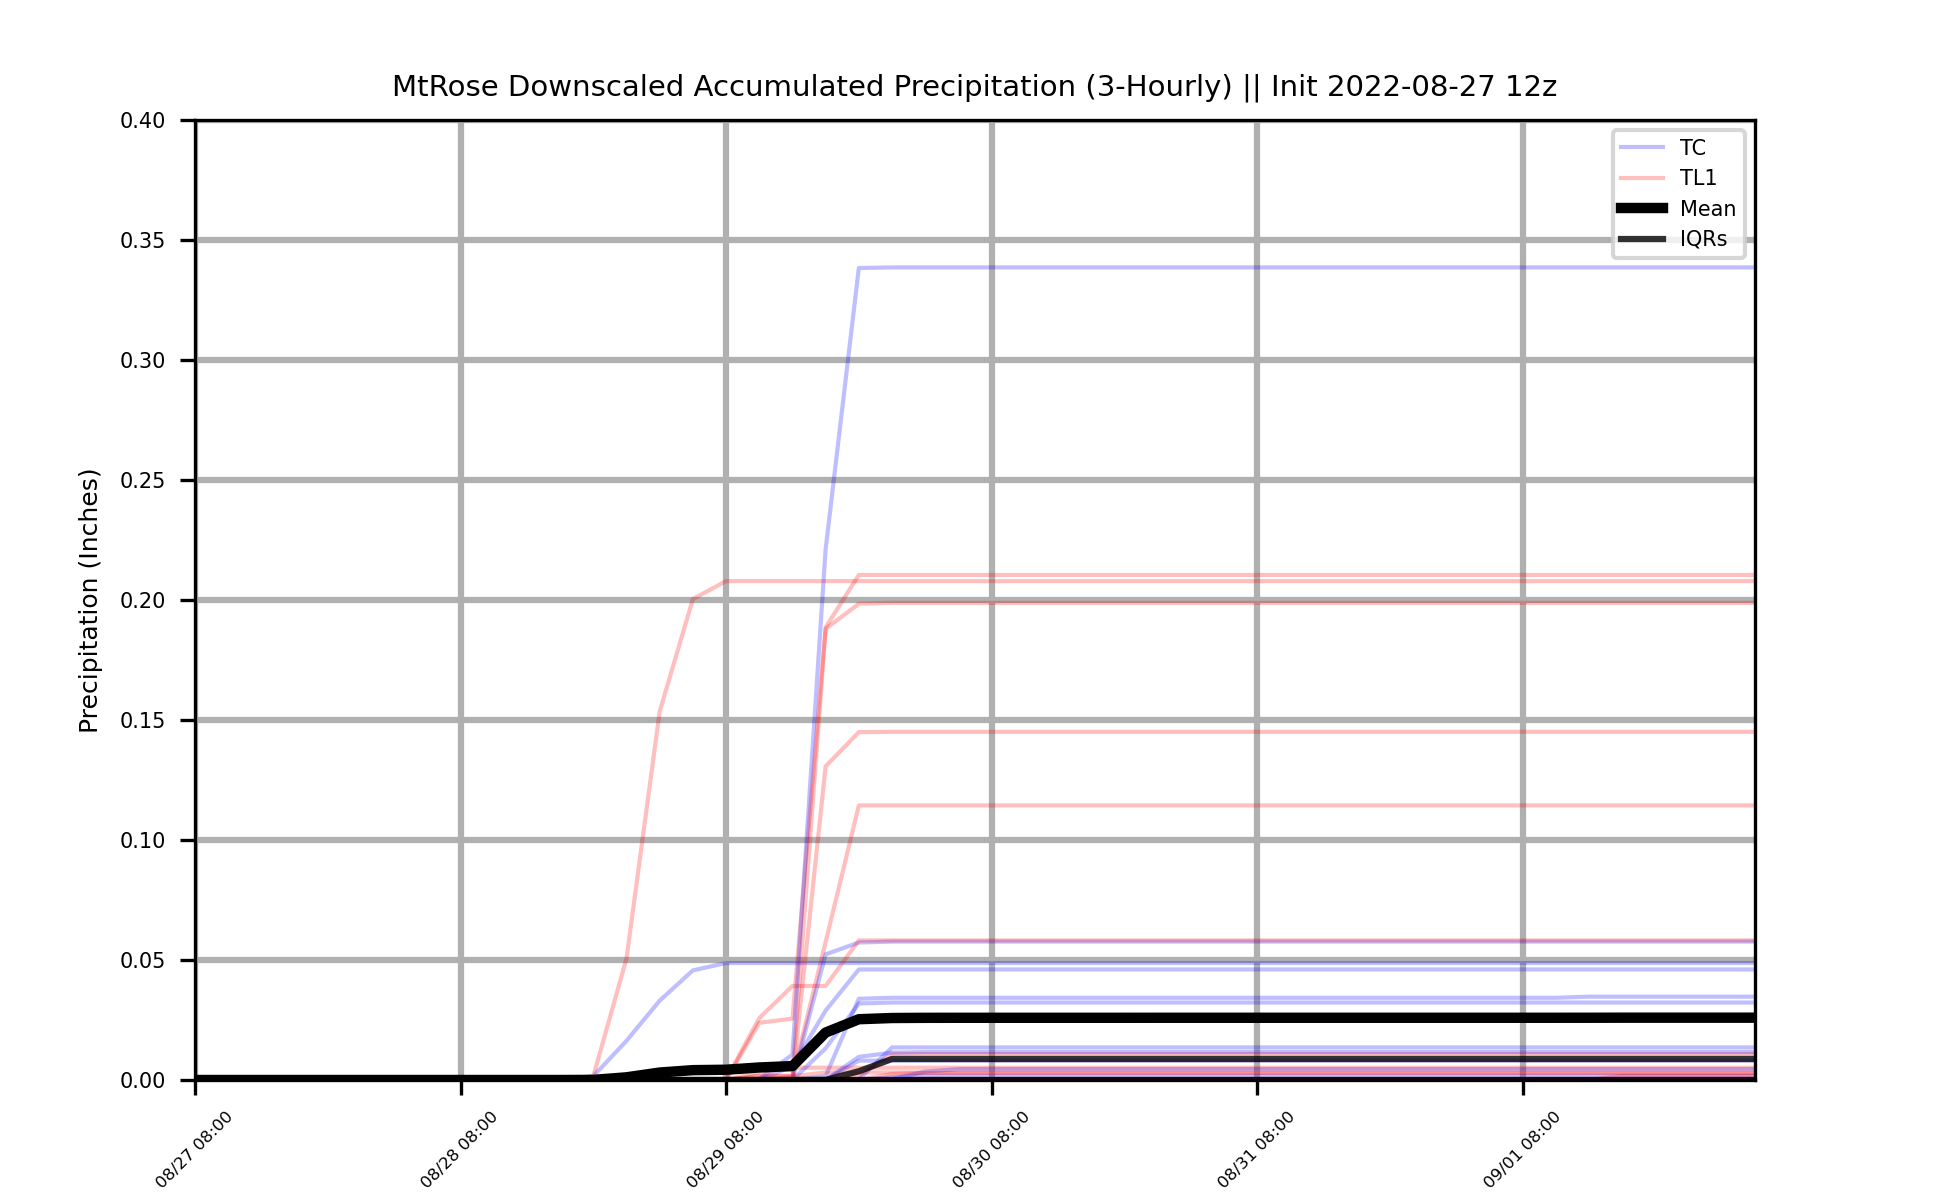 MtRose Downscaled Accumulated Precipitation (3-Hourly) || Init 2022-08-27 12z
TC
TL1
Mean
IQRs
Precipitation (Inches)
0.40
0.35
0.30
0.25
0.20
0.15
0.10
0.05
0.00
08/27 08:00
08/28 08:00
08/29 08:00
08/30 08:00
08/31 08:00
09/01 08:00